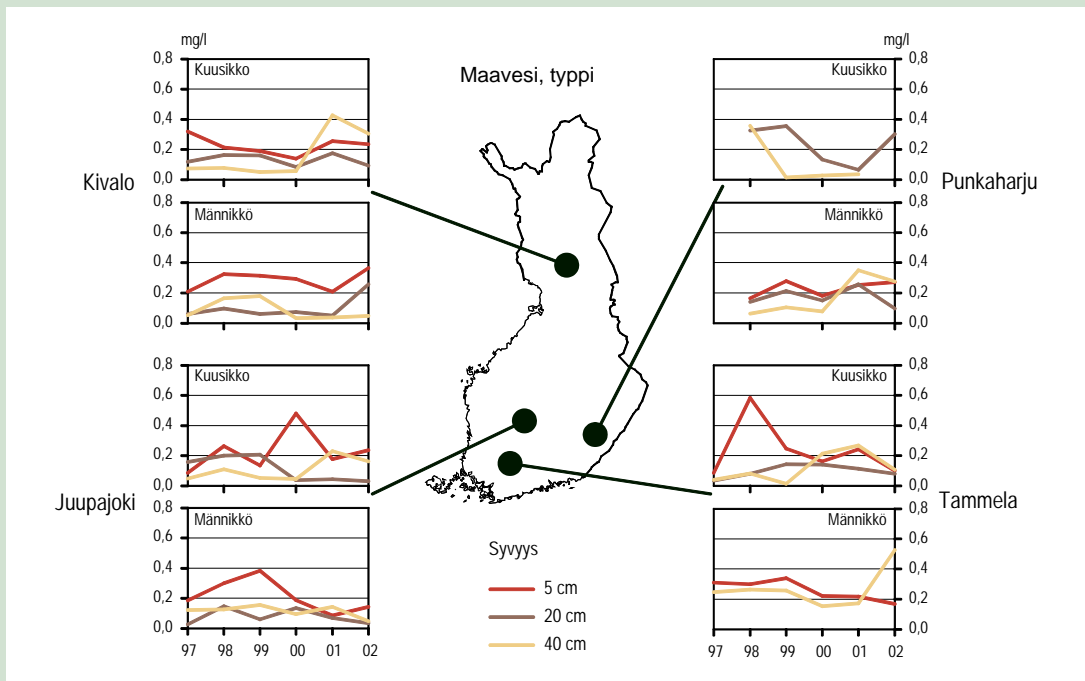 mg/l
0,8
0,6
0,4
0,2
0,0
Kuusikko
Kivalo
0,8
0,6
0,4
0,2
0,0
Männikkö
0,8
0,6
0,4
0,2
0,0
Kuusikko
Juupajoki
0,8
0,6
0,4
0,2
0,0
Männikkö
97 98 99 00 01 02
Maavesi, typpi
Syvyys
5 cm
20 cm
40 cm
mg/l
Kuusikko
0,8
0,6
0,4
0,2
0,0
Punkaharju
Männikkö
0,8
0,6
0,4
0,2
0,0
Kuusikko
0,8
0,6
0,4
0,2
0,0
Tammela
Männikkö
0,8
0,6
0,4
0,2
0,0
97 98 99 00 01 02